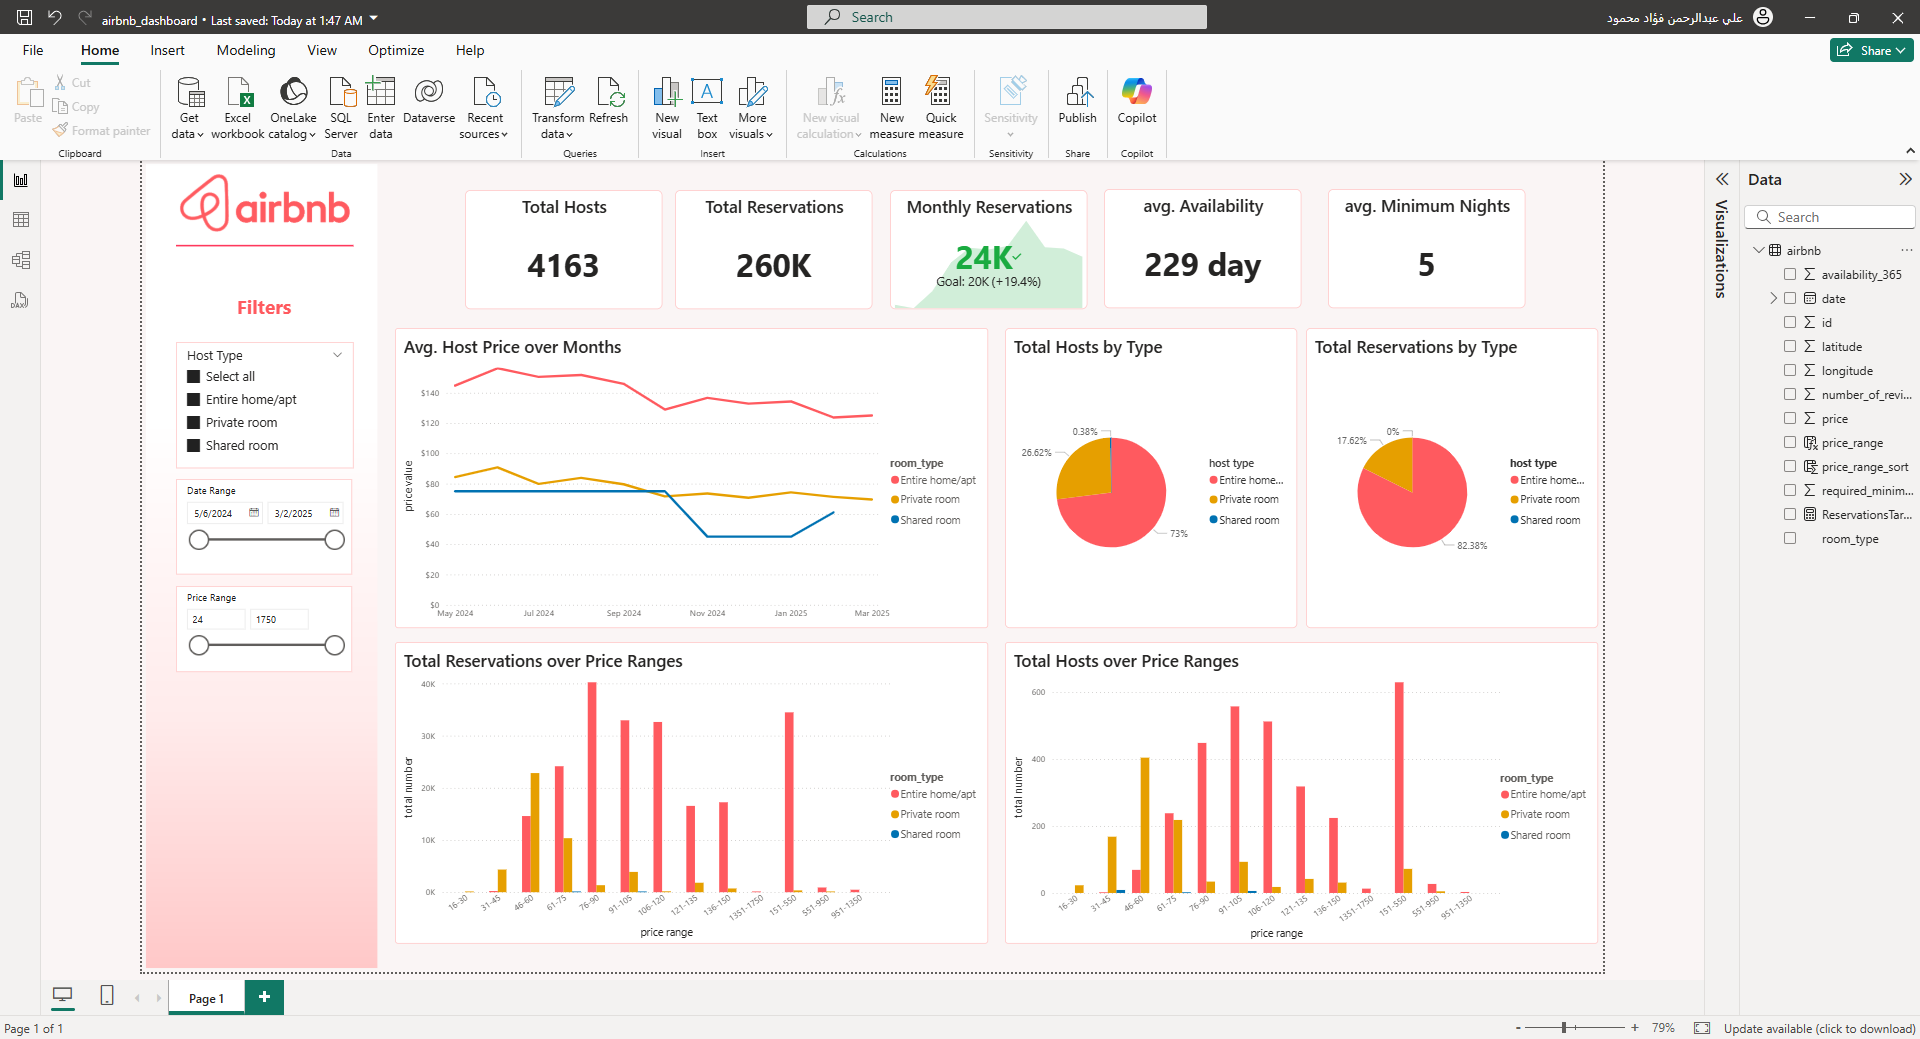 airbnb_dashboard • Last saved: Today at 1:47 AM
Search
علي عبدالرحمن فؤاد محمود
File
Home
Insert
Modeling
View
Optimize
Help
Share
Paste
Cut
Copy
Format painter
Clipboard
Get data
Excel workbook
OneLake catalog
SQL Server
Enter data
Dataverse
Recent sources
Data
Transform data
Refresh
Queries
New visual
Text box
More visuals
Insert
New visual calculation
New measure
Quick measure
Calculations
Sensitivity
Sensitivity
Publish
Share
Copilot
Copilot
airbnb
Filters
Host Type
Select all
Entire home/apt
Private room
Shared room
Date Range
5/6/2024
3/2/2025
Price Range
24
1750
Total Hosts
4163
Total Reservations
260K
Monthly Reservations
24K
Goal: 20K (+19.4%)
avg. Availability
229 day
avg. Minimum Nights
5
Avg. Host Price over Months
price value
$140
$120
$100
$80
$60
$40
$20
$0
May 2024
Jul 2024
Sep 2024
Nov 2024
Jan 2025
Mar 2025
room_type
Entire home/apt
Private room
Shared room
Total Hosts by Type
0.38%
26.62%
73%
host type
Entire home...
Private room
Shared room
Total Reservations by Type
0%
17.62%
82.38%
host type
Entire home...
Private room
Shared room
Total Reservations over Price Ranges
total number
40K
30K
20K
10K
0K
16-30
31-45
46-60
61-75
76-90
91-105
106-120
121-135
136-150
1351-1750
151-550
551-950
951-1350
price range
room_type
Entire home/apt
Private room
Shared room
Total Hosts over Price Ranges
total number
600
400
200
0
16-30
31-45
46-60
61-75
76-90
91-105
106-120
121-135
136-150
1351-1750
151-550
551-950
951-1350
price range
room_type
Entire home/apt
Private room
Shared room
Visualizations
Data
Search
airbnb
availability_365
date
id
latitude
longitude
number_of_revi...
price
price_range
price_range_sort
required_minim...
ReservationsTar...
room_type
Page 1
Page 1 of 1
- + 79%
Update available (click to download)